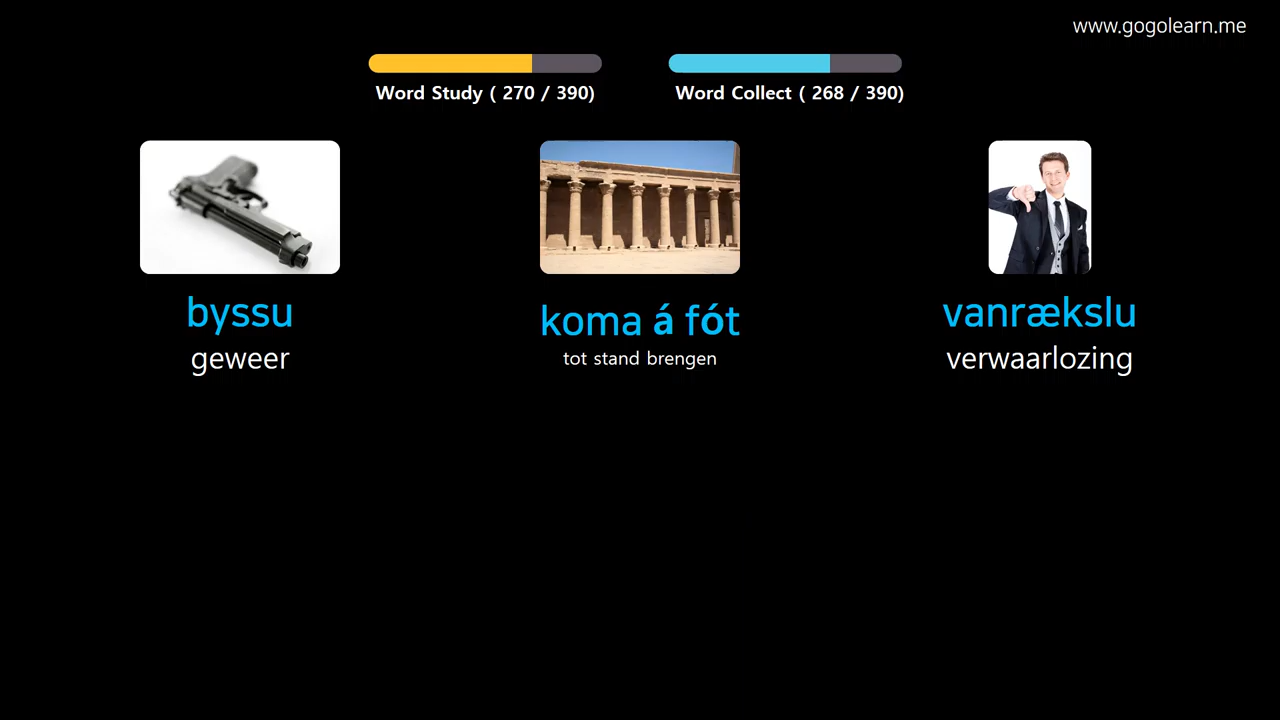 www.gogolearn.me
Word Study ( 270 / 390)
Word Collect ( 268 / 390)
byssu
koma á fót
vanrækslu
geweer
tot stand brengen
verwaarlozing